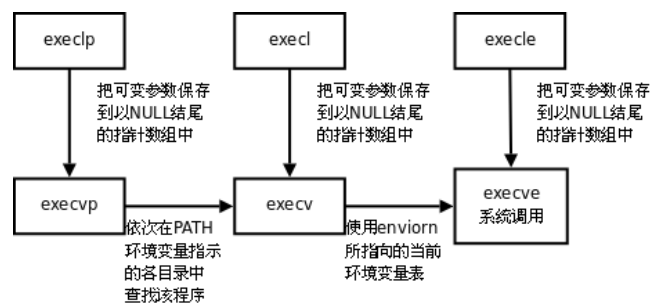 execlp
execl
execle
把可变参数保存
到以NULL结尾
的指针数组中
把可变参数保存
到以NULL结尾
的指针数组中
把可变参数保存
到以NULL结尾
的指针数组中
execvp
execv
execve
系统调用
依次在PATH
环境变量指示
的各目录中
查找该程序
使用enviorn
所指向的当前
环境变量表